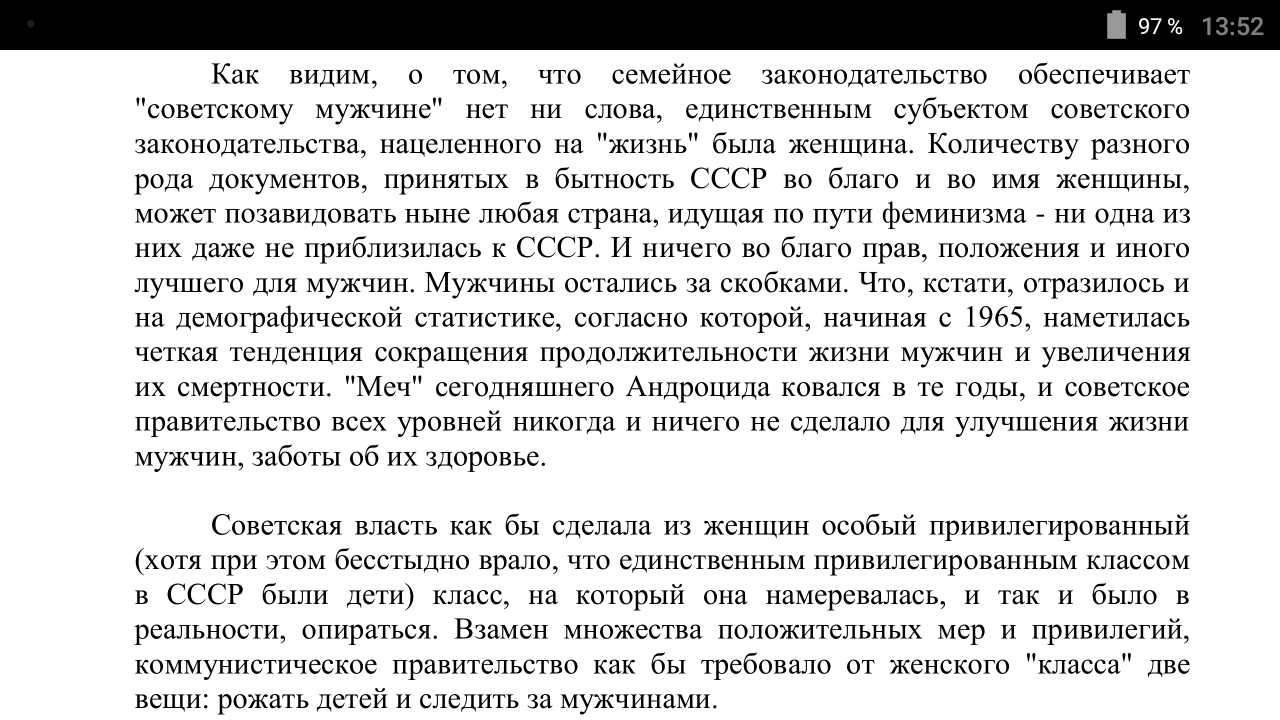 97 % 13:52
Как видим, о том, что семейное законодательство обеспечивает
"советскому мужчине" нет ни слова, единственным субъектом советского
законодательства, нацеленного на "жизнь" была женщина. Количеству разного
рода документов, принятых в бытность СССР во благо и во имя женщины,
может позавидовать ныне любая страна, идущая по пути феминизма - ни одна из
них даже не приблизилась к СССР. И ничего во благо прав, положения и иного
лучшего для мужчин. Мужчины остались за скобками. Что, кстати, отразилось и
на демографической статистике, согласно которой, начиная с 1965, наметилась
четкая тенденция сокращения продолжительности жизни мужчин и увеличения
их смертности. "Меч" сегодняшнего Андроцида ковался в те годы, и советское
правительство всех уровней никогда и ничего не сделало для улучшения жизни
мужчин, заботы об их здоровье.
Советская власть как бы сделала из женщин особый привилегированный
(хотя при этом бесстыдно врало, что единственным привилегированным классом
в СССР были дети) класс, на который она намеревалась, и так и было в
реальности, опираться. Взамен множества положительных мер и привилегий,
коммунистическое правительство как бы требовало от женского "класса" две
вещи: рожать детей и следить за мужчинами.